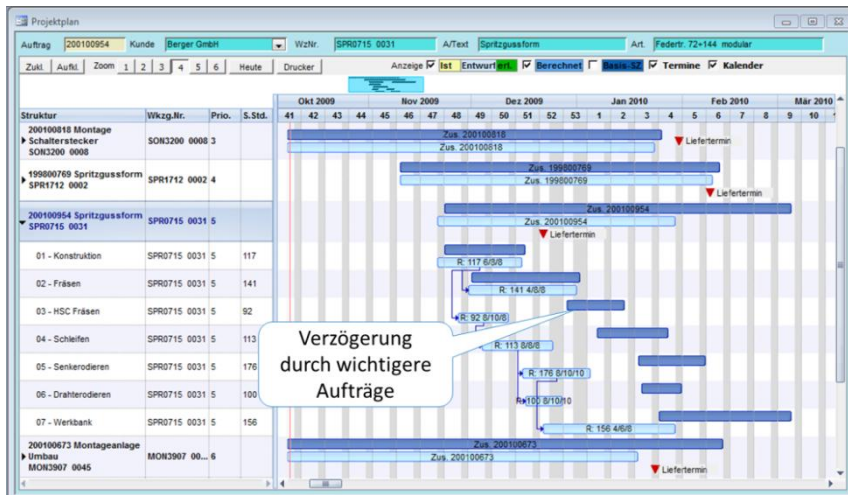 Projektplan
Auftrag 200100954 Kunde Berger GmbH WzNr. SPR0715 0031 A/Text Spritzgussform Art. Federtr. 72+144 modular
Zukl. Aufkl. Zoom 1 2 3 4 5 6 Heute Drucker Anzeige Ist Entwurf erl. Berechnet Basis-SZ Termine Kalender
Okt 2009 Nov 2009 Dez 2009 Jan 2010 Feb 2010 Mär 2010
Struktur Wkzg.Nr. Prio. S.Std. 41 42 43 44 45 46 47 48 49 50 51 52 53 1 2 3 4 5 6 7 8 9 10
200100818 Montage
Schalterstecker
SON3200 0008
SON3200 0008 3
Zus. 200100818
Zus. 200100818
Liefertermin
199800769 Spritzgussform
SPR1712 0002
SPR1712 0002 4
Zus. 199800769
Zus. 199800769
Liefertermin
200100954 Spritzgussform
SPR0715 0031
SPR0715 0031 5
Zus. 200100954
Zus. 200100954
Liefertermin
01 - Konstruktion SPR0715 0031 5 117
R: 117 6/8/8
02 - Fräsen SPR0715 0031 5 141
R: 141 4/8/8
03 - HSC Fräsen SPR0715 0031 5 92
R: 92 8/10/8
04 - Schleifen SPR0715 0031 5 113
R: 113 8/8/8
05 - Senkerodieren SPR0715 0031 5 176
R: 176 8/10/10
06 - Drahterodieren SPR0715 0031 5 100
R: 100 8/10/10
07 - Werkbank SPR0715 0031 5 156
R: 156 4/6/8
Verzögerung
durch wichtigere
Aufträge
200100673 Montageanlage
Umbau
MON3907 0045
MON3907 00... 6
Zus. 200100673
Zus. 200100673
Liefertermin